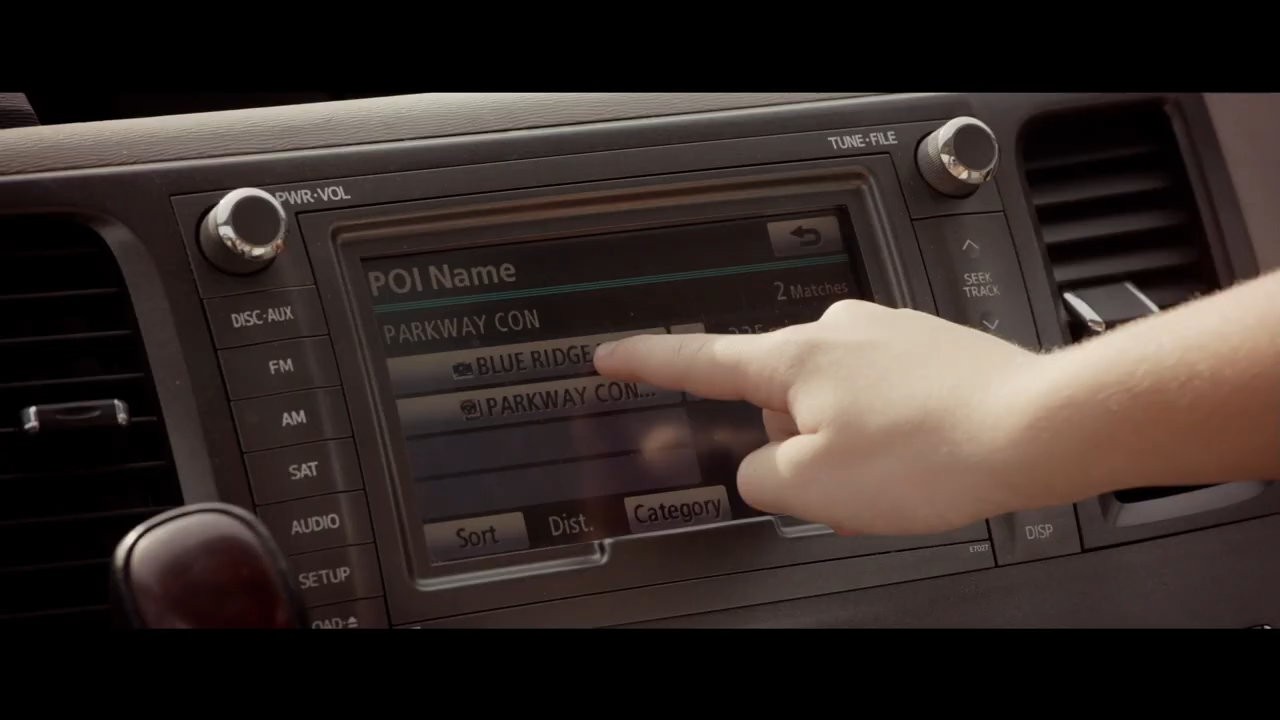 PWR·VOL
TUNE·FILE
DISC·AUX
FM
AM
SAT
AUDIO
SETUP
POI Name
2 Matches
PARKWAY CON
BLUE RIDGE
PARKWAY CON...
Sort
Dist.
Category
SEEK
TRACK
DISP
E7027